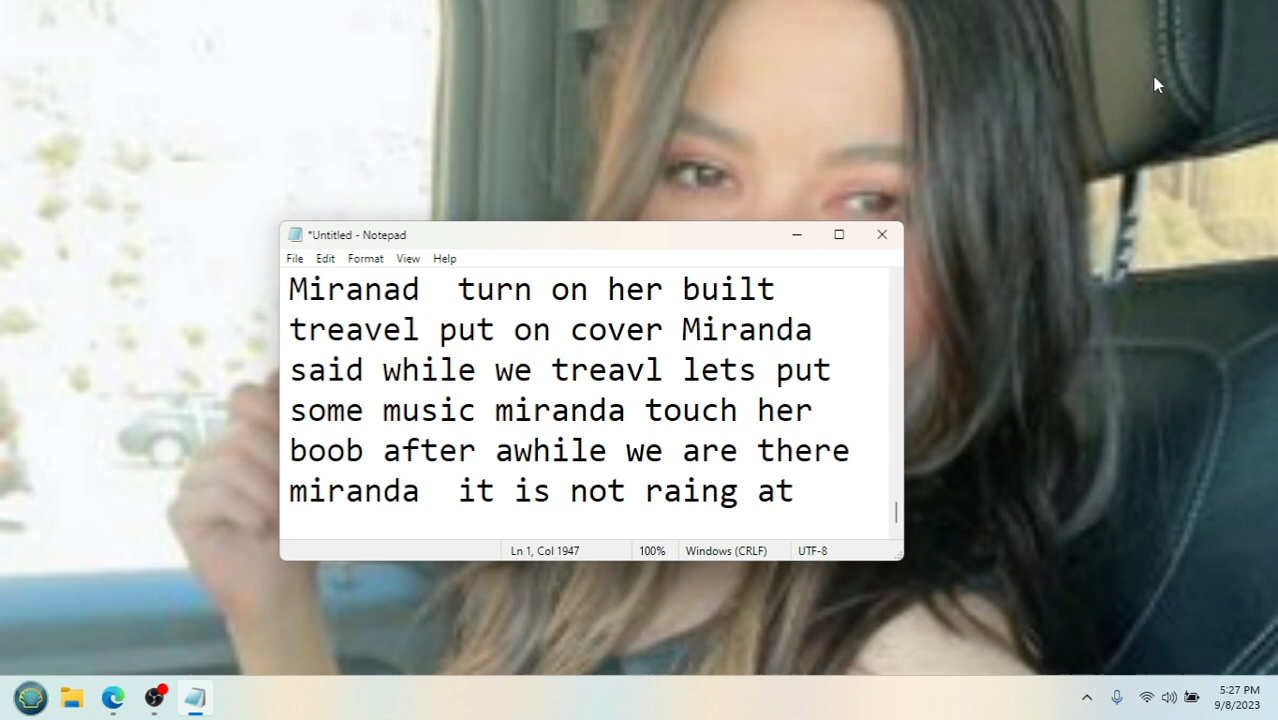 *Untitled - Notepad
File Edit Format View Help
Miranad  turn on her built
treavel put on cover Miranda
said while we treavl lets put
some music miranda touch her
boob after awhile we are there
miranda  it is not raing at
Ln 1, Col 1947 100% Windows (CRLF) UTF-8
5:27 PM
9/8/2023